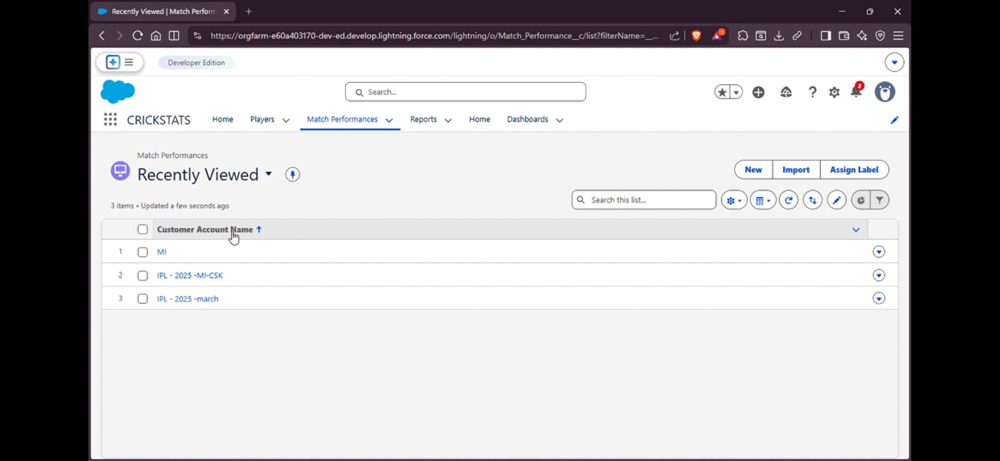 Recently Viewed | Match Perform
https://orgfarm-e60a403170-dev-ed.develop.lightning.force.com/lightning/o/Match_Performance__c/list?filterName=__...
1
Developer Edition
Search...
2
CRICKSTATS
Home
Players
Match Performances
Reports
Home
Dashboards
Match Performances
Recently Viewed
New
Import
Assign Label
3 items • Updated a few seconds ago
Search this list...
Customer Account Name
1 MI
2 IPL - 2025 -MI-CSK
3 IPL - 2025 -march